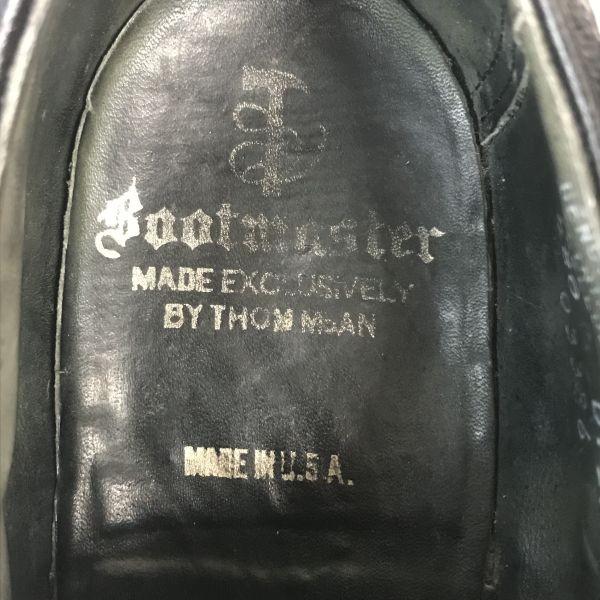 Bootmaster
MADE EXCLUSIVELY
BY THOM McAN
MADE IN U.S.A.